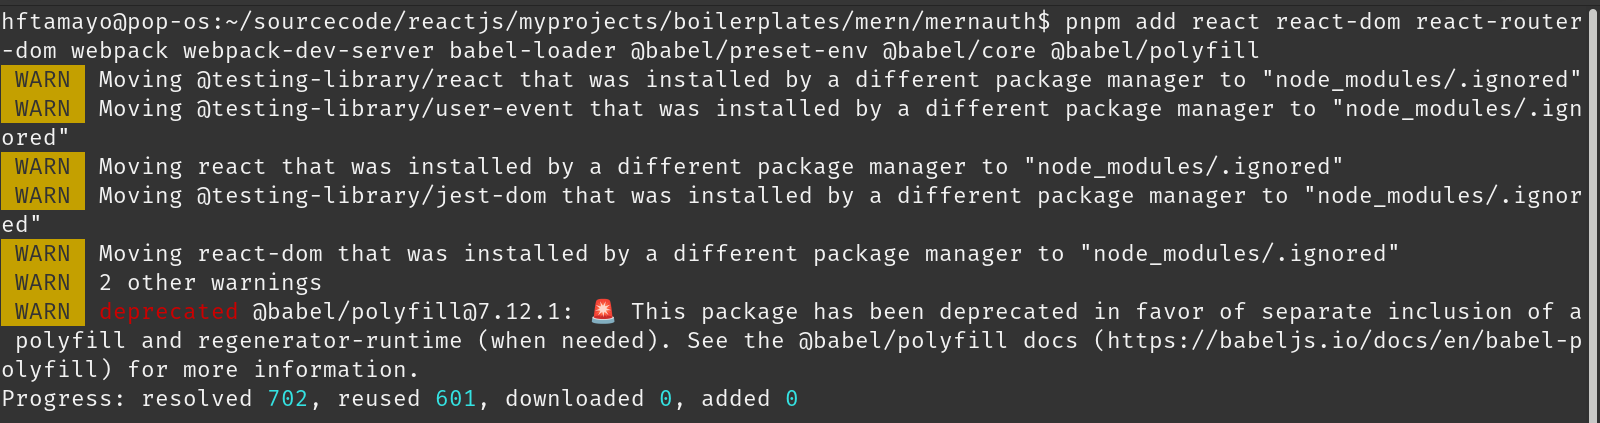 hftamayo@pop-os:~/sourcecode/reactjs/myprojects/boilerplates/mern/mernauth$ pnpm add react react-dom react-router
-dom webpack webpack-dev-server babel-loader @babel/preset-env @babel/core @babel/polyfill
WARN Moving @testing-library/react that was installed by a different package manager to "node_modules/.ignored"
WARN Moving @testing-library/user-event that was installed by a different package manager to "node_modules/.ign
ored"
WARN Moving react that was installed by a different package manager to "node_modules/.ignored"
WARN Moving @testing-library/jest-dom that was installed by a different package manager to "node_modules/.ignor
ed"
WARN Moving react-dom that was installed by a different package manager to "node_modules/.ignored"
WARN 2 other warnings
WARN deprecated @babel/polyfill@7.12.1: 🚨 This package has been deprecated in favor of separate inclusion of a
polyfill and regenerator-runtime (when needed). See the @babel/polyfill docs (https://babeljs.io/docs/en/babel-p
olyfill) for more information.
Progress: resolved 702, reused 601, downloaded 0, added 0